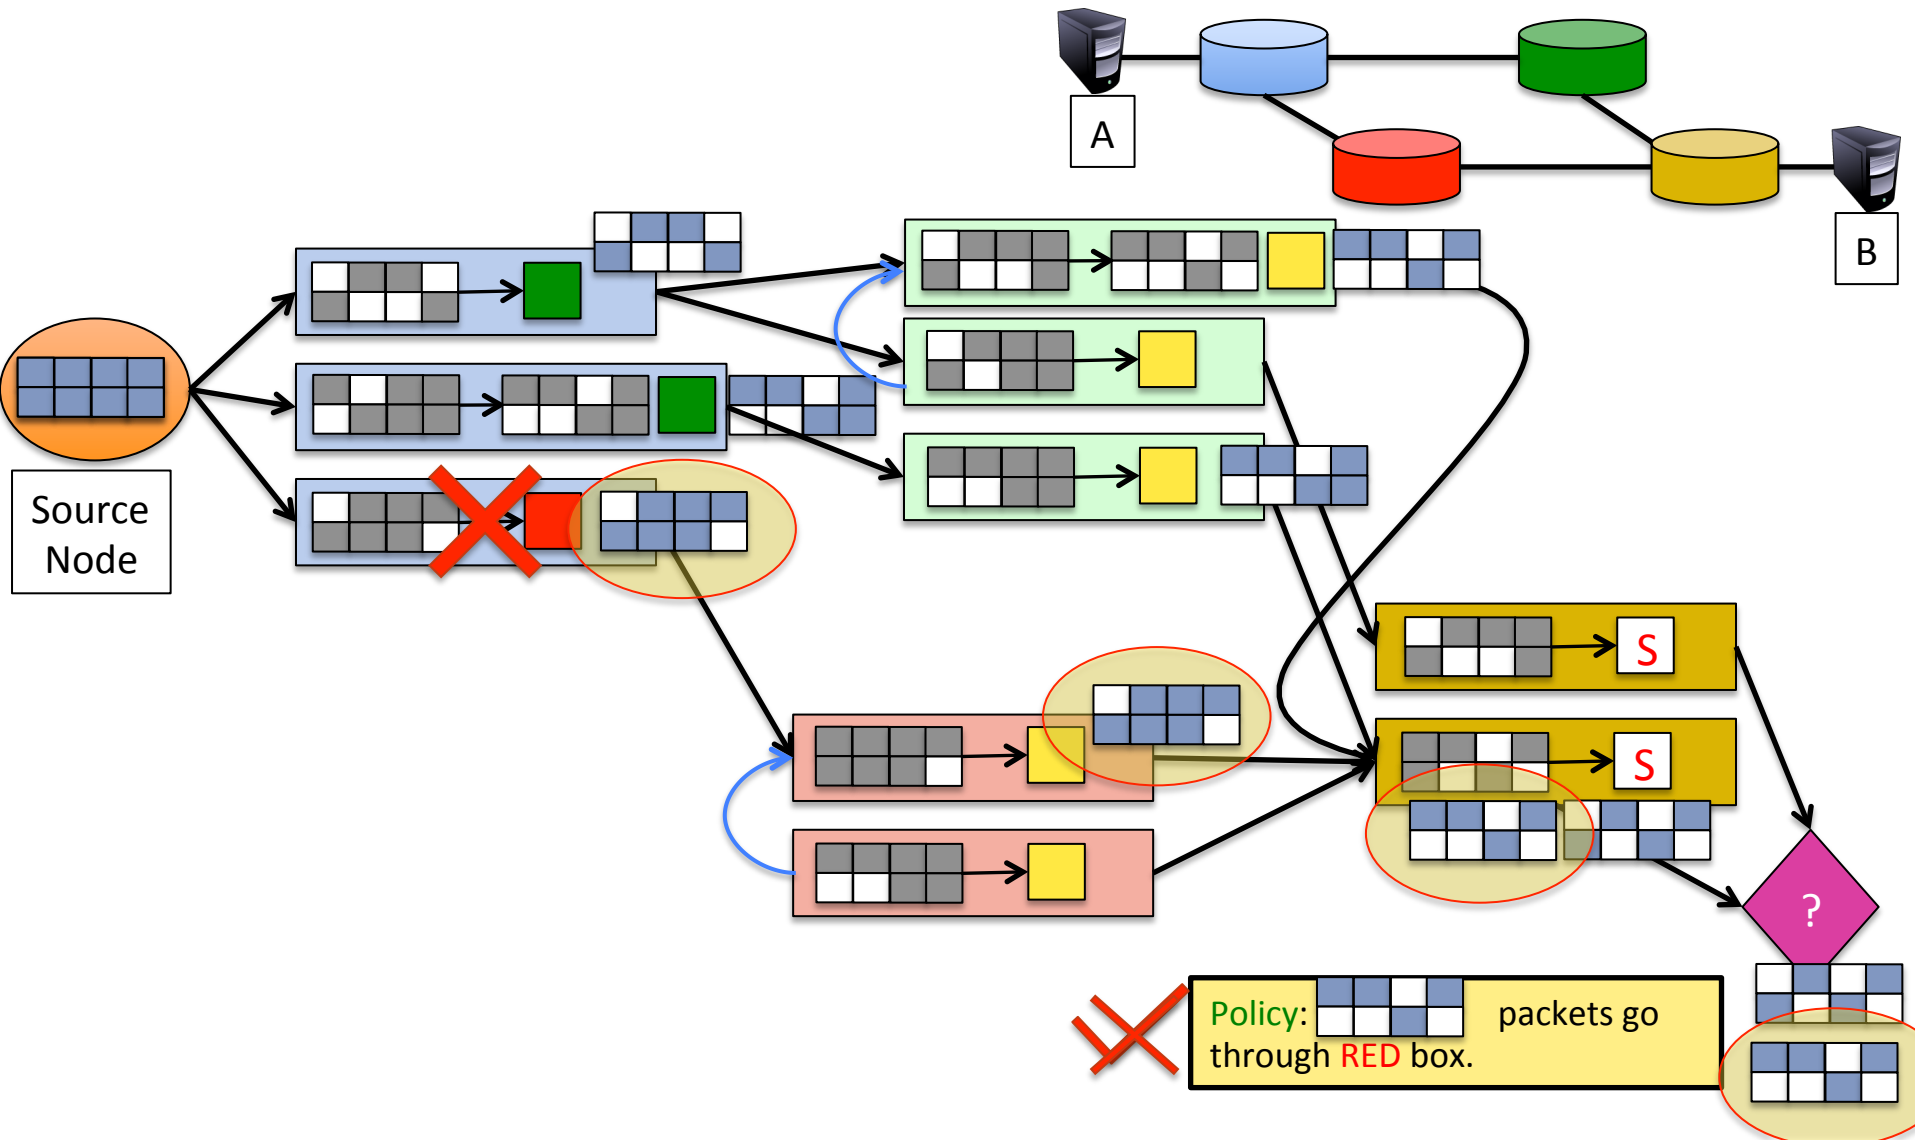 A
B
Source
Node
S
S
?
Policy: packets go
through RED box.